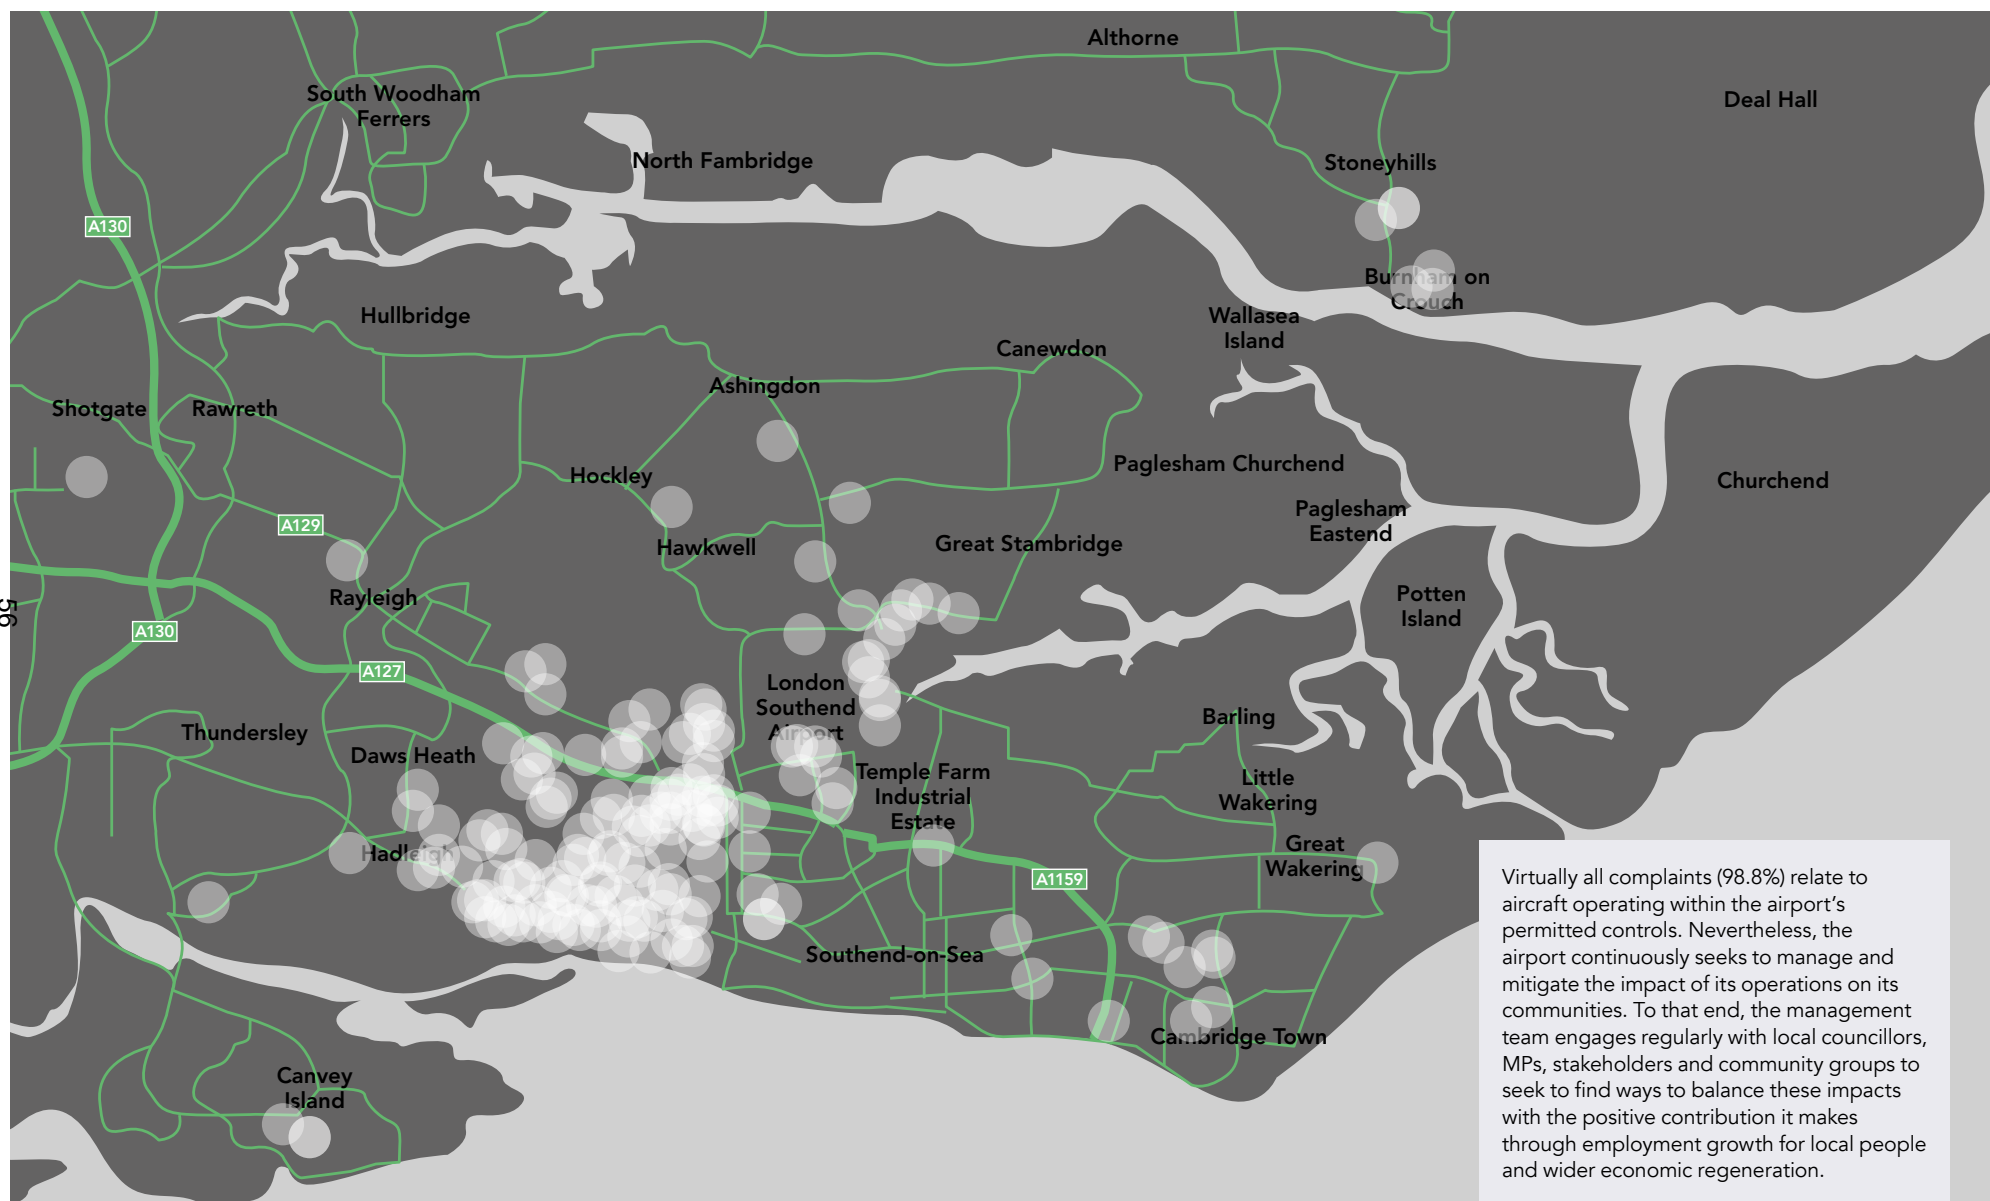 Althorne
South Woodham
Ferrers
Deal Hall
North Fambridge
Stoneyhills
A130
Burnham on
Crouch
Hullbridge
Wallasea
Island
Canewdon
Ashingdon
Shotgate
Rawreth
Paglesham Churchend
Hockley
Churchend
Paglesham
Eastend
A129
Hawkwell
Great Stambridge
Rayleigh
Potten
Island
56
A130
A127
London
Southend
Airport
Thundersley
Barling
Daws Heath
Temple Farm
Industrial
Estate
Little
Wakering
Hadleigh
Great
Wakering
A1159
Southend-on-Sea
Cambridge Town
Canvey
Island
Virtually all complaints (98.8%) relate to
aircraft operating within the airport’s
permitted controls. Nevertheless, the
airport continuously seeks to manage and
mitigate the impact of its operations on its
communities. To that end, the management
team engages regularly with local councillors,
MPs, stakeholders and community groups to
seek to find ways to balance these impacts
with the positive contribution it makes
through employment growth for local people
and wider economic regeneration.